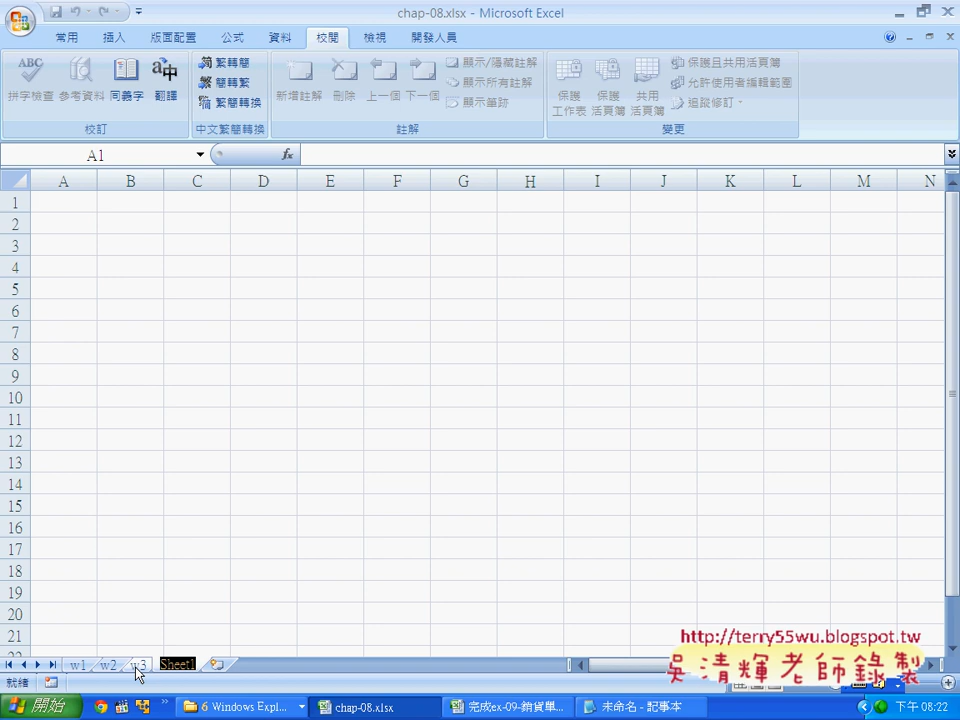 chap-08.xlsx - Microsoft Excel
常用 插入 版面配置 公式 資料 校閱 檢視 開發人員
ABC
拼字檢查 參考資料 同義字 翻譯
繁轉簡
簡轉繁
繁簡轉換
新增註解 刪除 上一個 下一個
顯示/隱藏註解
顯示所有註解
顯示筆跡
保護工作表 保護活頁簿 共用活頁簿
保護且共用活頁簿
允許使用者編輯範圍
追蹤修訂
校訂 中文繁簡轉換 註解 變更
A1 fx
A B C D E F G H I J K L M N
1
2
3
4
5
6
7
8
9
10
11
12
13
14
15
16
17
18
19
20
21
w1 w2 w3 Sheet1
就緒
http://terry55wu.blogspot.tw
吳清輝老師錄製
開始 6 Windows Expl... chap-08.xlsx 完成ex-09-銷貨單... 未命名 - 記事本 下午 08:22